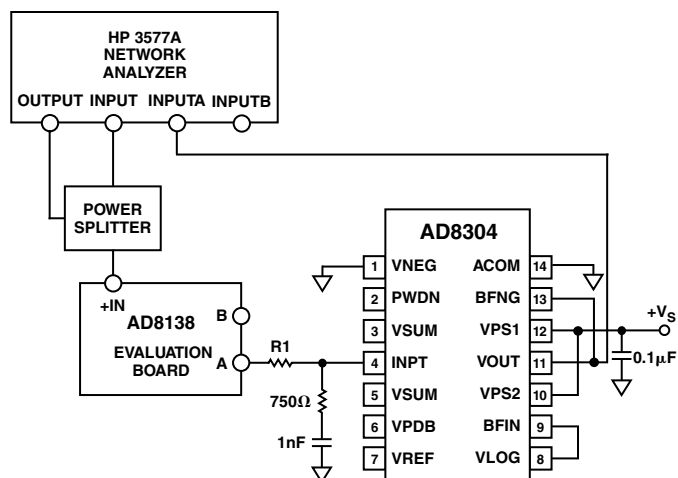 HP 3577A
NETWORK
ANALYZER
OUTPUT INPUT INPUTA INPUTB
POWER
SPLITTER
+IN
AD8138
EVALUATION
BOARD
B
A
R1
750Ω
1nF
AD8304
1 VNEG ACOM 14
2 PWDN BFNG 13
3 VSUM VPS1 12
4 INPT VOUT 11
5 VSUM VPS2 10
6 VPDB BFIN 9
7 VREF VLOG 8
+VS
0.1μF